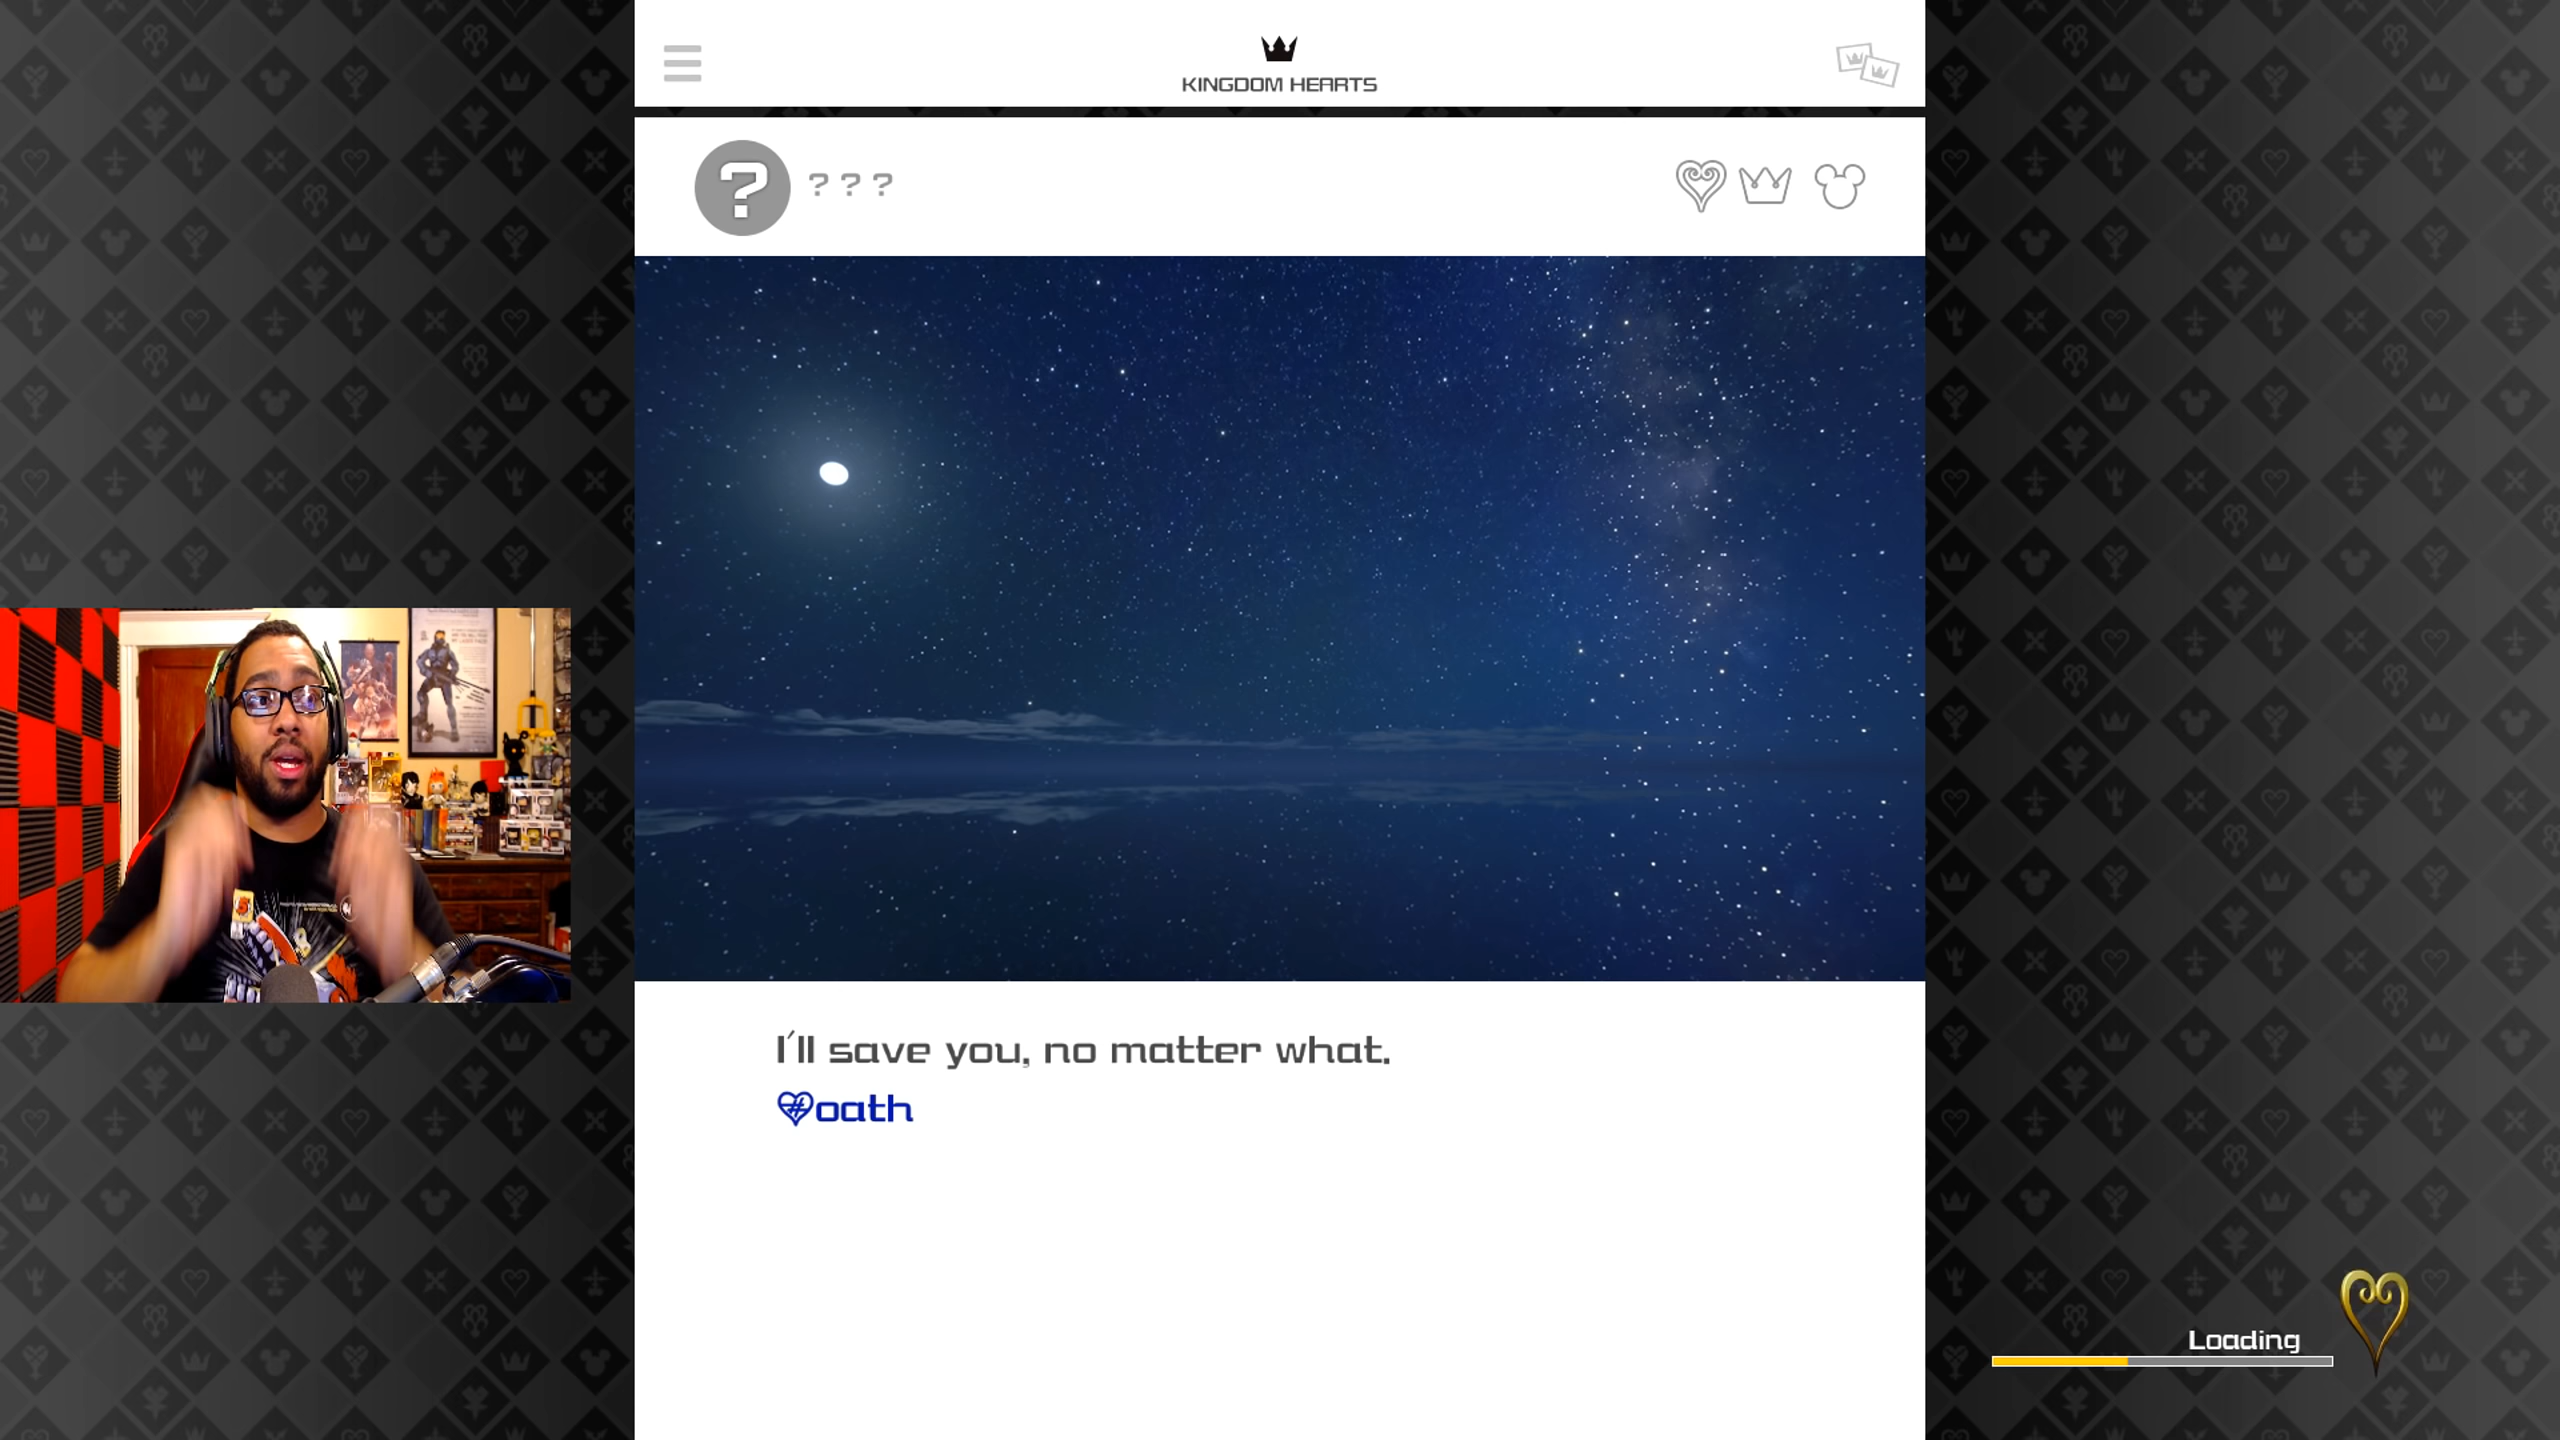 KINGDOM HEARTS
? ? ?
I'll save you, no matter what.
#oath
Loading